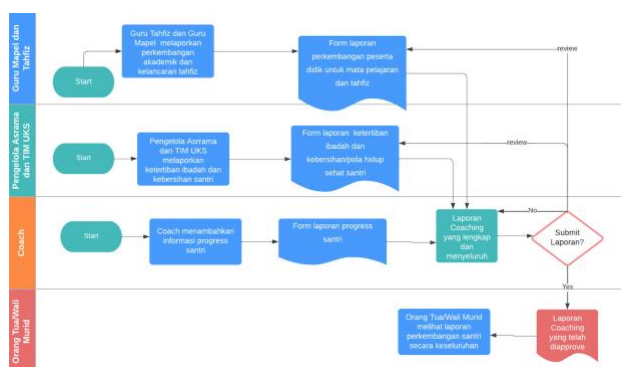 Guru Mapel dan
Tahfiz
Start
Guru Tahfiz dan Guru
Mapel melaporkan
perkembangan
akademik dan
kelancaran tahfiz
Form laporan
perkembangan peserta
didik untuk mata pelajaran
dan tahfiz
review
Pengelola Asrama
dan TIM UKS
Start
Pengelola Asrrama
dan TIM UKS
melaporkan
ketertiban ibadah dan
kebersihan santri
Form laporan ketertiban
ibadah dan
kebersihan/pola hidup
sehat santri
review
Coach
Start
Coach menambahkan
informasi progress
santri
Form laporan progress
santri
Laporan
Coaching
yang lengkap
dan
menyeluruh
No
Submit
Laporan?
Yes
Orang Tua/Wali
Murid
Orang Tua/Wali Murid
melihat laporan
perkembangan santri
secara keseluruhan
Laporan
Coaching
yang telah
diapprove